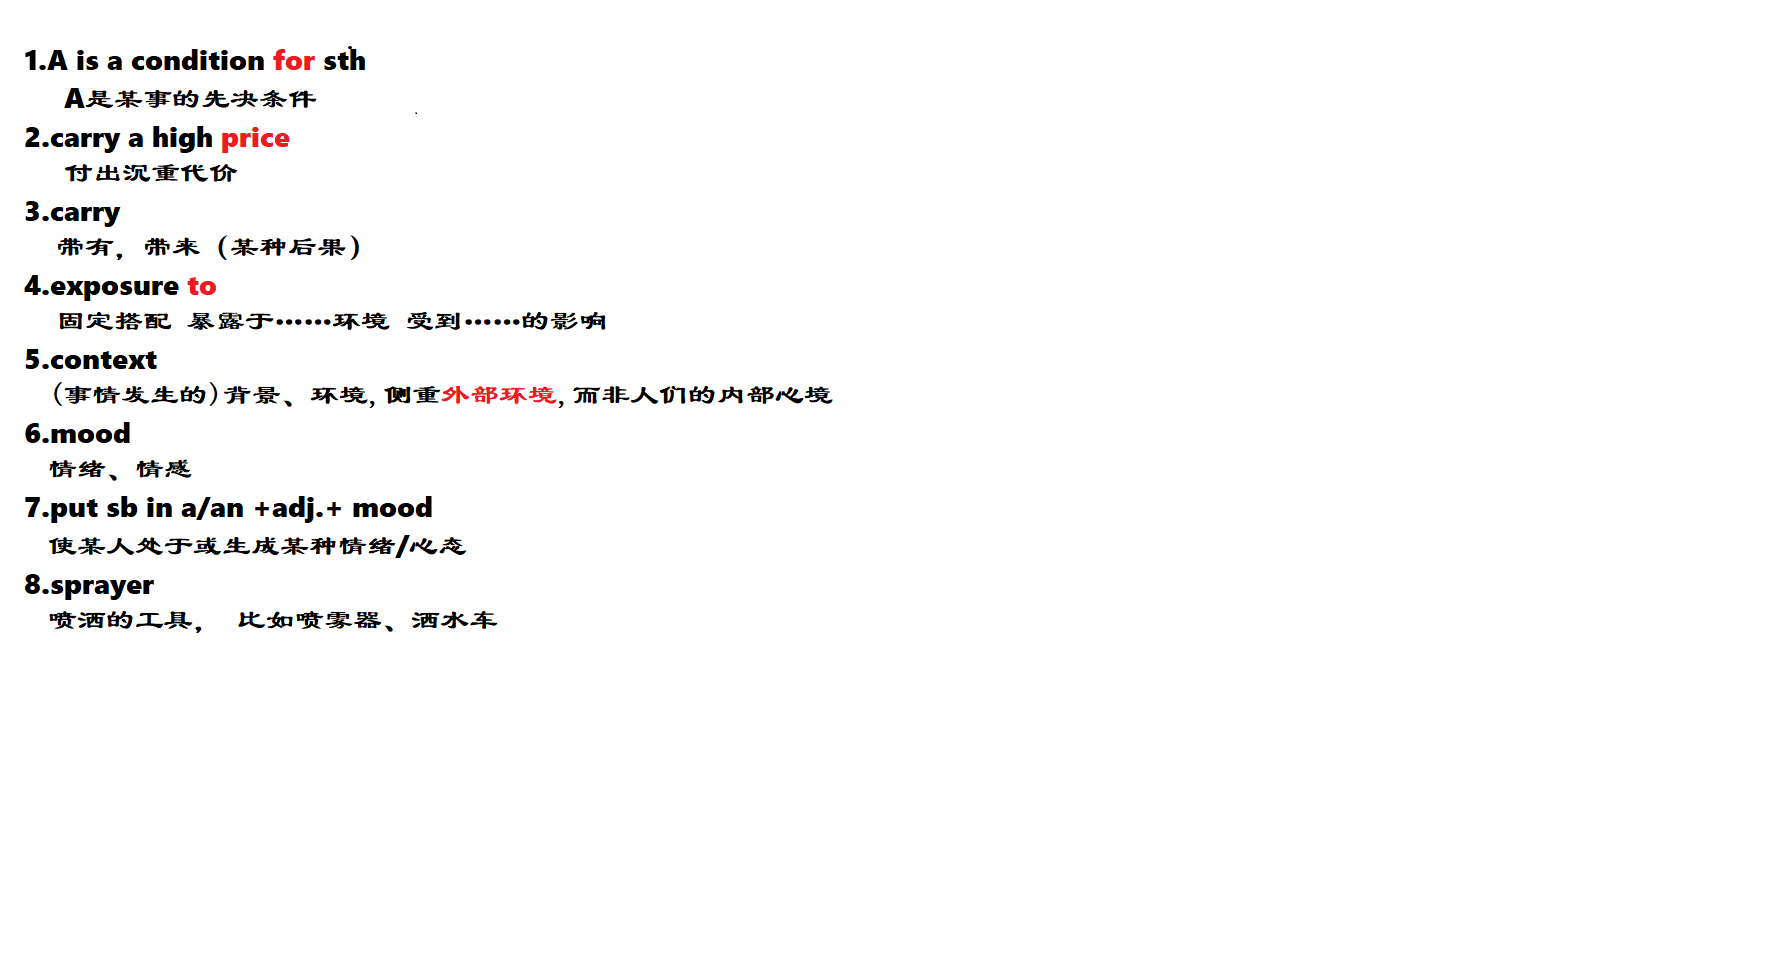 1.A is a condition for sth
A是某事的先决条件
2.carry a high price
付出沉重代价
3.carry
带有，带来（某种后果）
4.exposure to
固定搭配 暴露于……环境 受到……的影响
5.context
(事情发生的)背景、环境,侧重外部环境,而非人们的内部心境
6.mood
情绪、情感
7.put sb in a/an +adj.+ mood
使某人处于或生成某种情绪/心态
8.sprayer
喷洒的工具， 比如喷雾器、洒水车